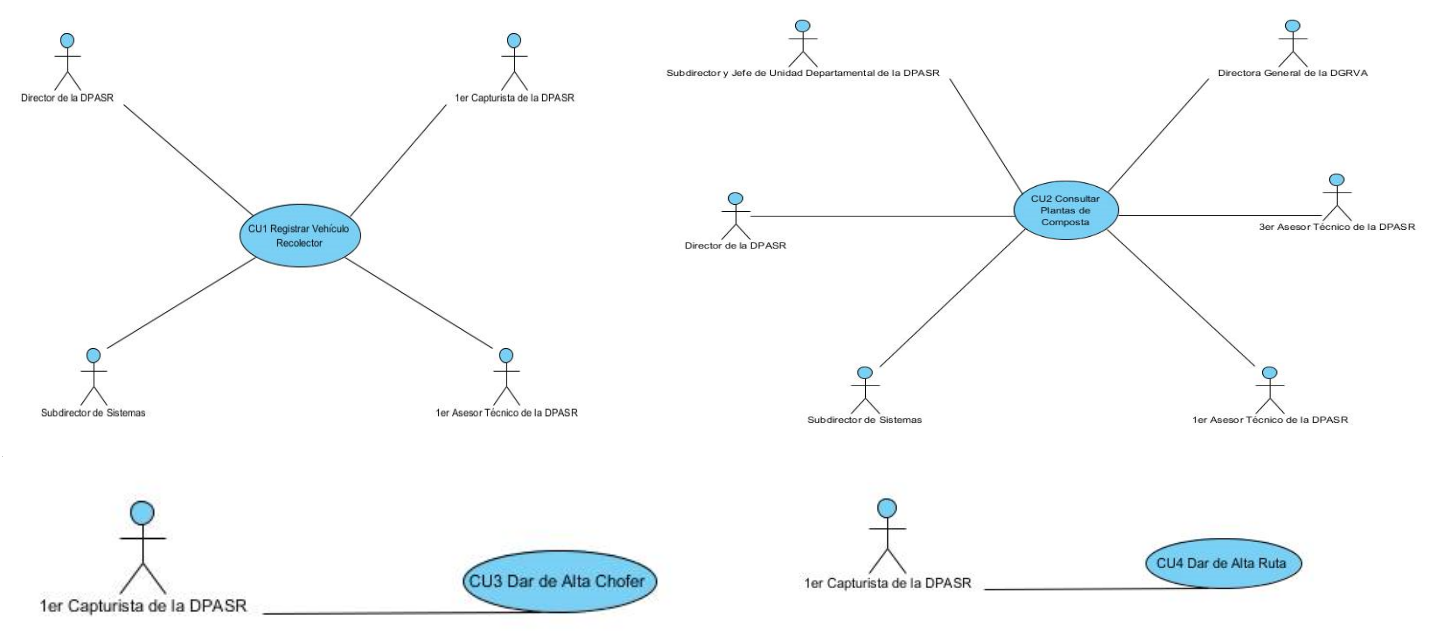 Director de la DPASR
1er Capturista de la DPASR
CU1 Registrar Vehículo
Recolector
Subdirector de Sistemas
1er Asesor Técnico de la DPASR
Subdirector y Jefe de Unidad Departamental de la DPASR
Directora General de la DGRVA
CU2 Consultar
Plantas de
Composta
Director de la DPASR
3er Asesor Técnico de la DPASR
Subdirector de Sistemas
1er Asesor Técnico de la DPASR
1er Capturista de la DPASR
CU3 Dar de Alta Chofer
1er Capturista de la DPASR
CU4 Dar de Alta Ruta